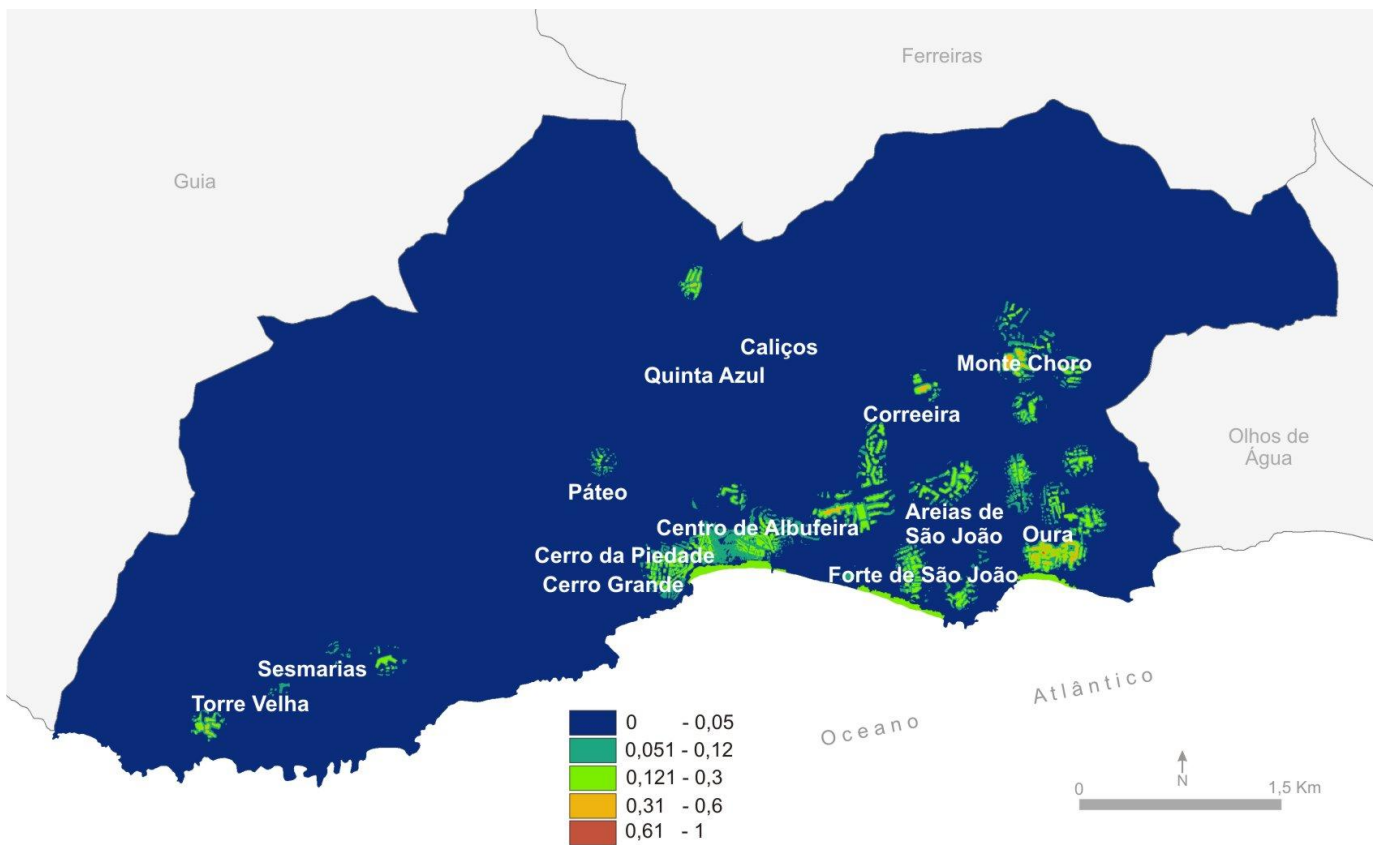 Ferreiras
Guia
Caliços
Quinta Azul
Monte Choro
Correeira
Olhos de
Água
Páteo
Areias de
São João
Centro de Albufeira
Oura
Cerro da Piedade
Forte de São João
Cerro Grande
Sesmarias
Torre Velha
Oceano Atlântico
0 - 0,05
0,051 - 0,12
0,121 - 0,3
0,31 - 0,6
0,61 - 1
N
0 1,5 Km